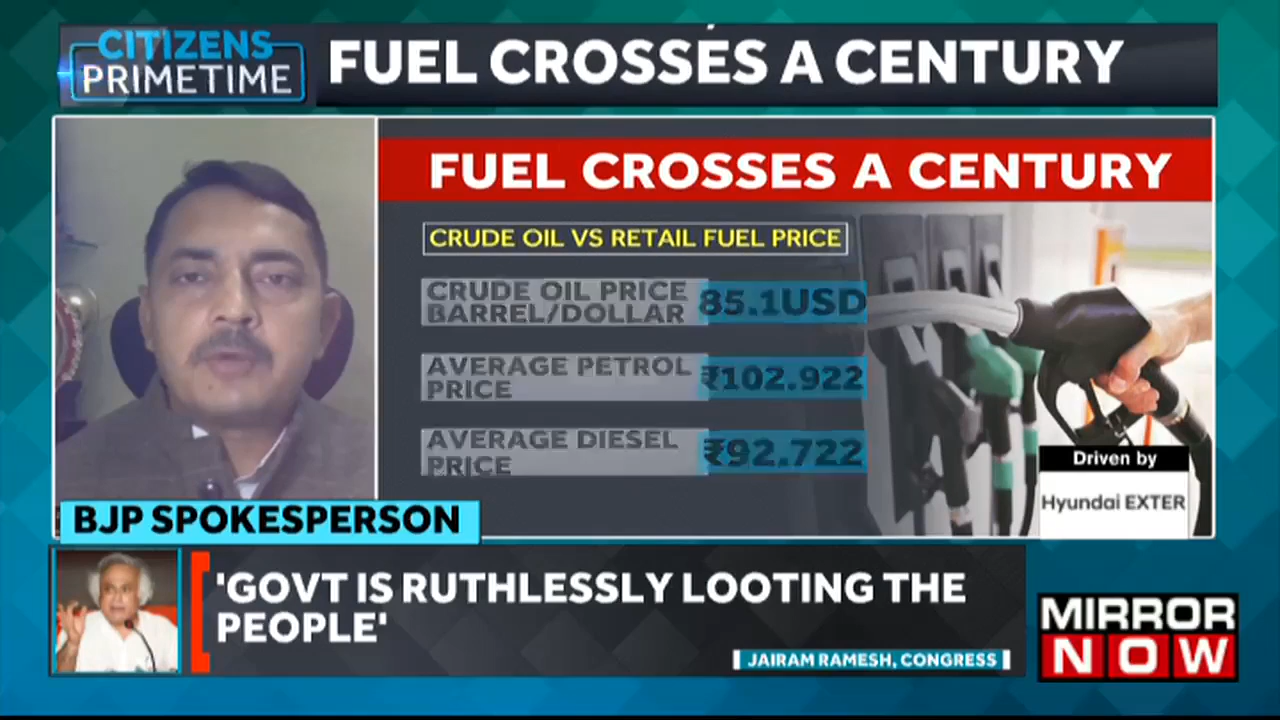 CITIZENS
PRIMETIME
FUEL CROSSES A CENTURY
FUEL CROSSES A CENTURY
CRUDE OIL VS RETAIL FUEL PRICE
CRUDE OIL PRICE
BARREL/DOLLAR
85.1USD
AVERAGE PETROL
PRICE
₹102.922
AVERAGE DIESEL
PRICE
₹92.722
Driven by
Hyundai EXTER
BJP SPOKESPERSON
'GOVT IS RUTHLESSLY LOOTING THE
PEOPLE'
JAIRAM RAMESH, CONGRESS
MIRROR
NOW